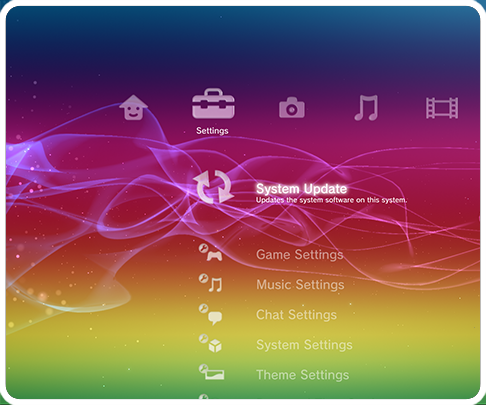 Settings
System Update
Updates the system software on this system.
Game Settings
Music Settings
Chat Settings
System Settings
Theme Settings